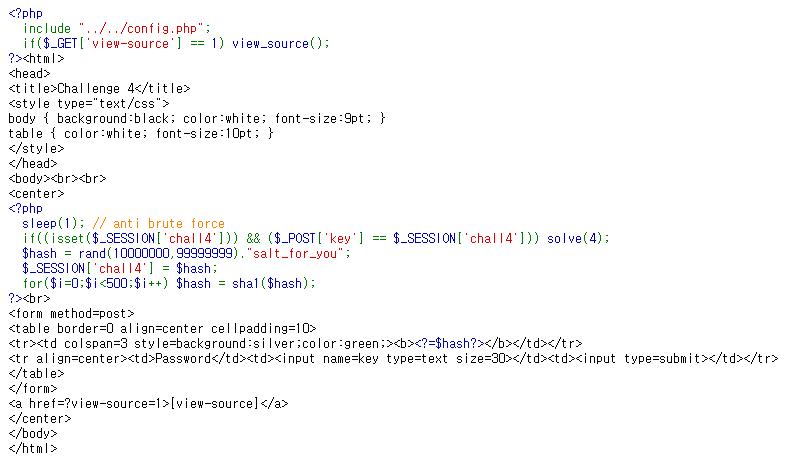 <?php
  include "../../config.php";
  if($_GET['view-source'] == 1) view_source();
?><html>
<head>
<title>Challenge 4</title>
<style type="text/css">
body { background:black; color:white; font-size:9pt; }
table { color:white; font-size:10pt; }
</style>
</head>
<body><br><br>
<center>
<?php
  sleep(1); // anti brute force
  if((isset($_SESSION['chall4'])) && ($_POST['key'] == $_SESSION['chall4'])) solve(4);
  $hash = rand(10000000,99999999)."salt_for_you";
  $_SESSION['chall4'] = $hash;
  for($i=0;$i<500;$i++) $hash = sha1($hash);
?><br>
<form method=post>
<table border=0 align=center cellpadding=10>
<tr><td colspan=3 style=background:silver;color:green;><b><?=$hash?></b></td></tr>
<tr align=center><td>Password</td><td><input name=key type=text size=30></td><td><input type=submit></td></tr>
</table>
</form>
<a href=?view-source=1>[view-source]</a>
</center>
</body>
</html>